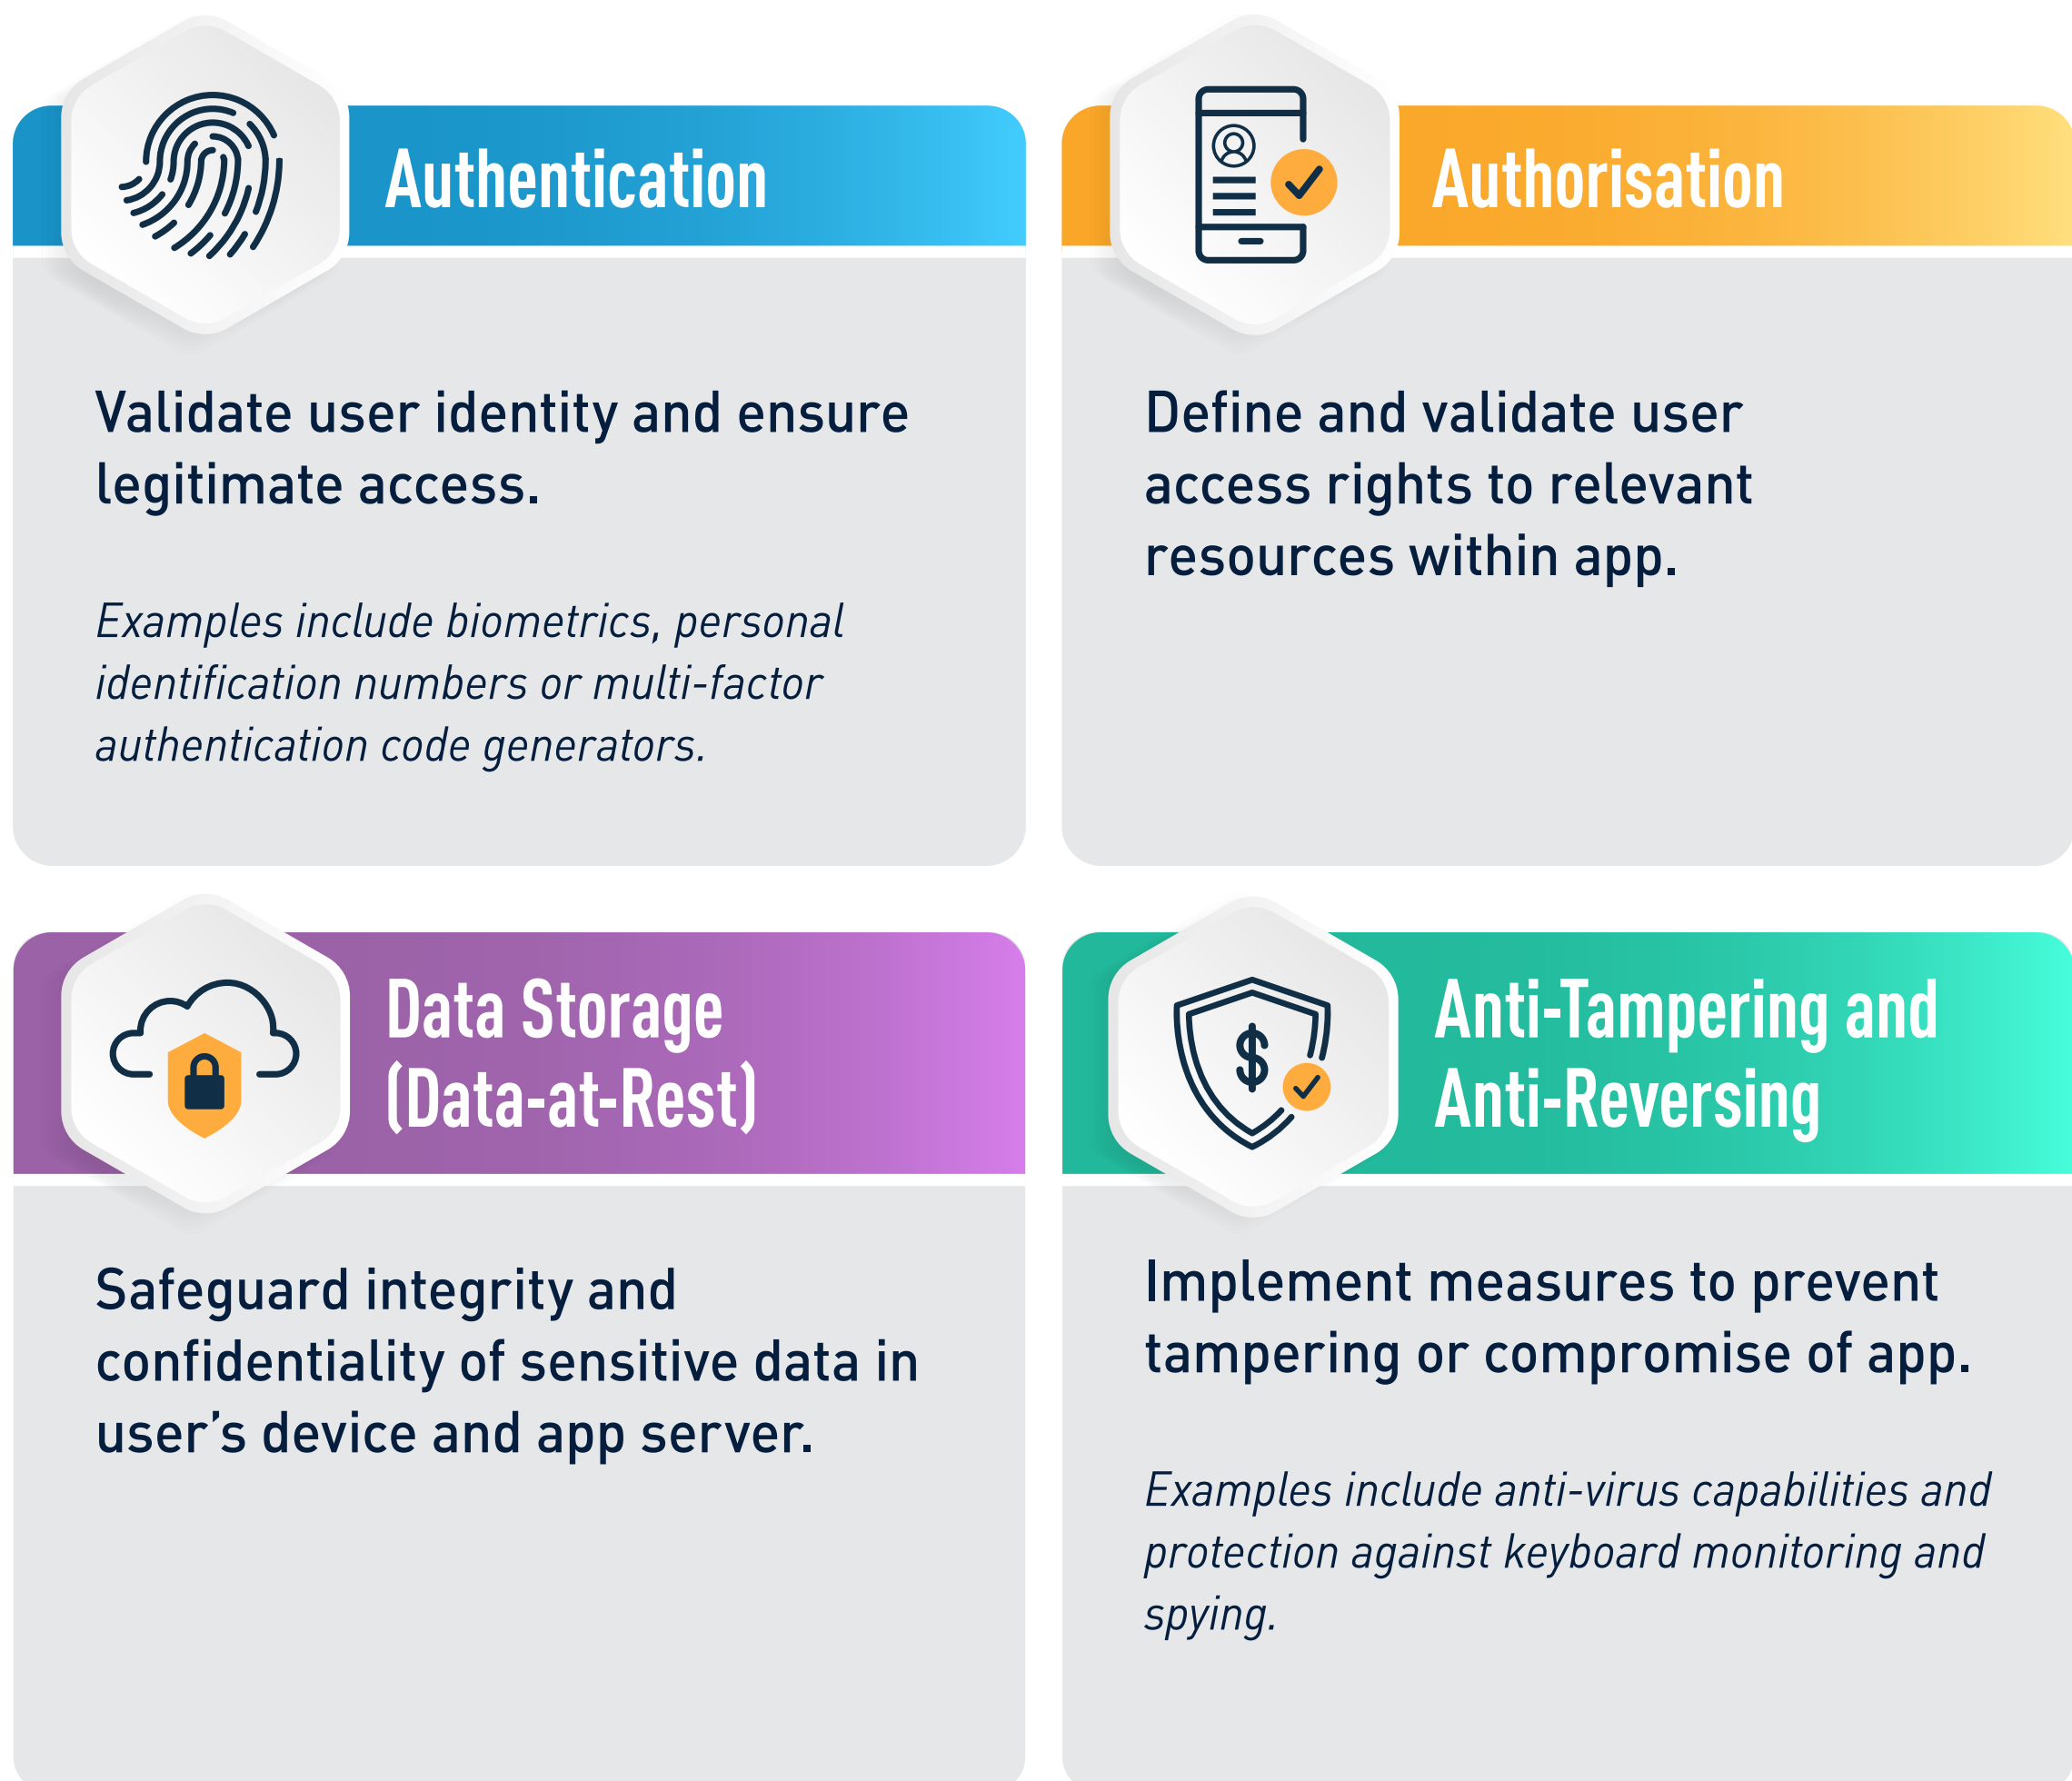 Authentication
Validate user identity and ensure
legitimate access.
Examples include biometrics, personal
identification numbers or multi-factor
authentication code generators.
Authorisation
Define and validate user
access rights to relevant
resources within app.
Data Storage
(Data-at-Rest)
Safeguard integrity and
confidentiality of sensitive data in
user’s device and app server.
Anti-Tampering and
Anti-Reversing
$
Implement measures to prevent
tampering or compromise of app.
Examples include anti-virus capabilities and
protection against keyboard monitoring and
spying.